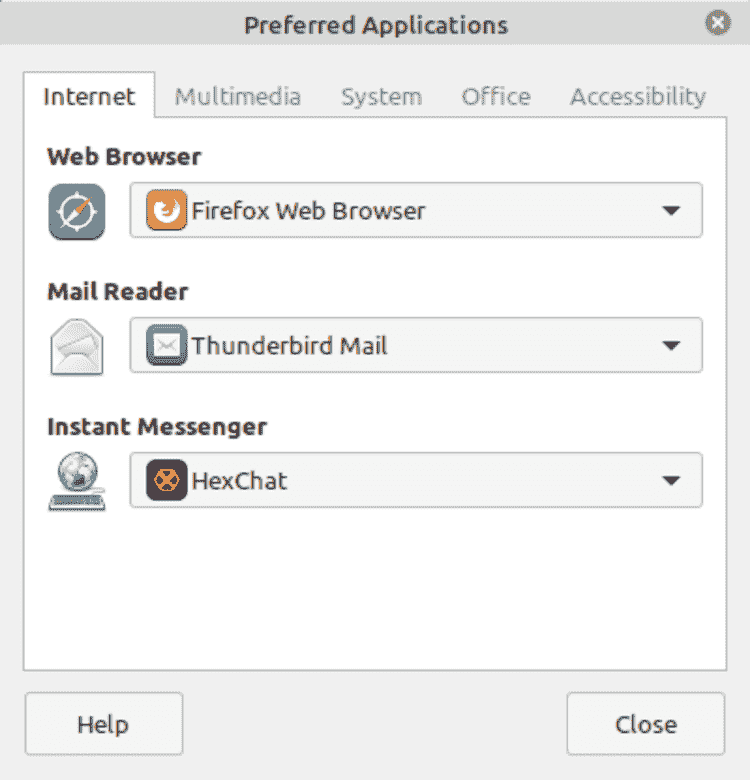 Preferred Applications
Internet Multimedia System Office Accessibility
Web Browser
Firefox Web Browser
Mail Reader
Thunderbird Mail
Instant Messenger
HexChat
Help Close